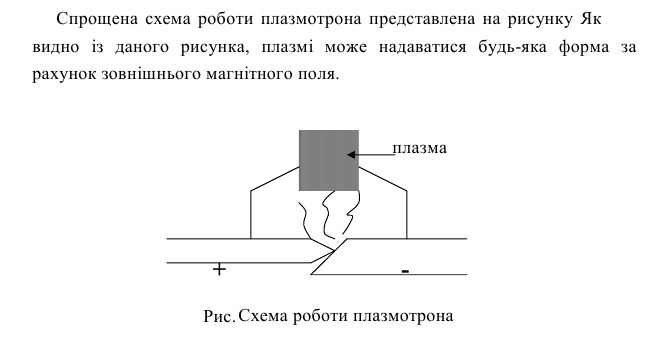 Спрощена схема роботи плазмотрона представлена на рисунку Як
видно із даного рисунка, плазмі може надаватися будь-яка форма за
рахунок зовнішнього магнітного поля.
плазма
+ -
Рис. Схема роботи плазмотрона